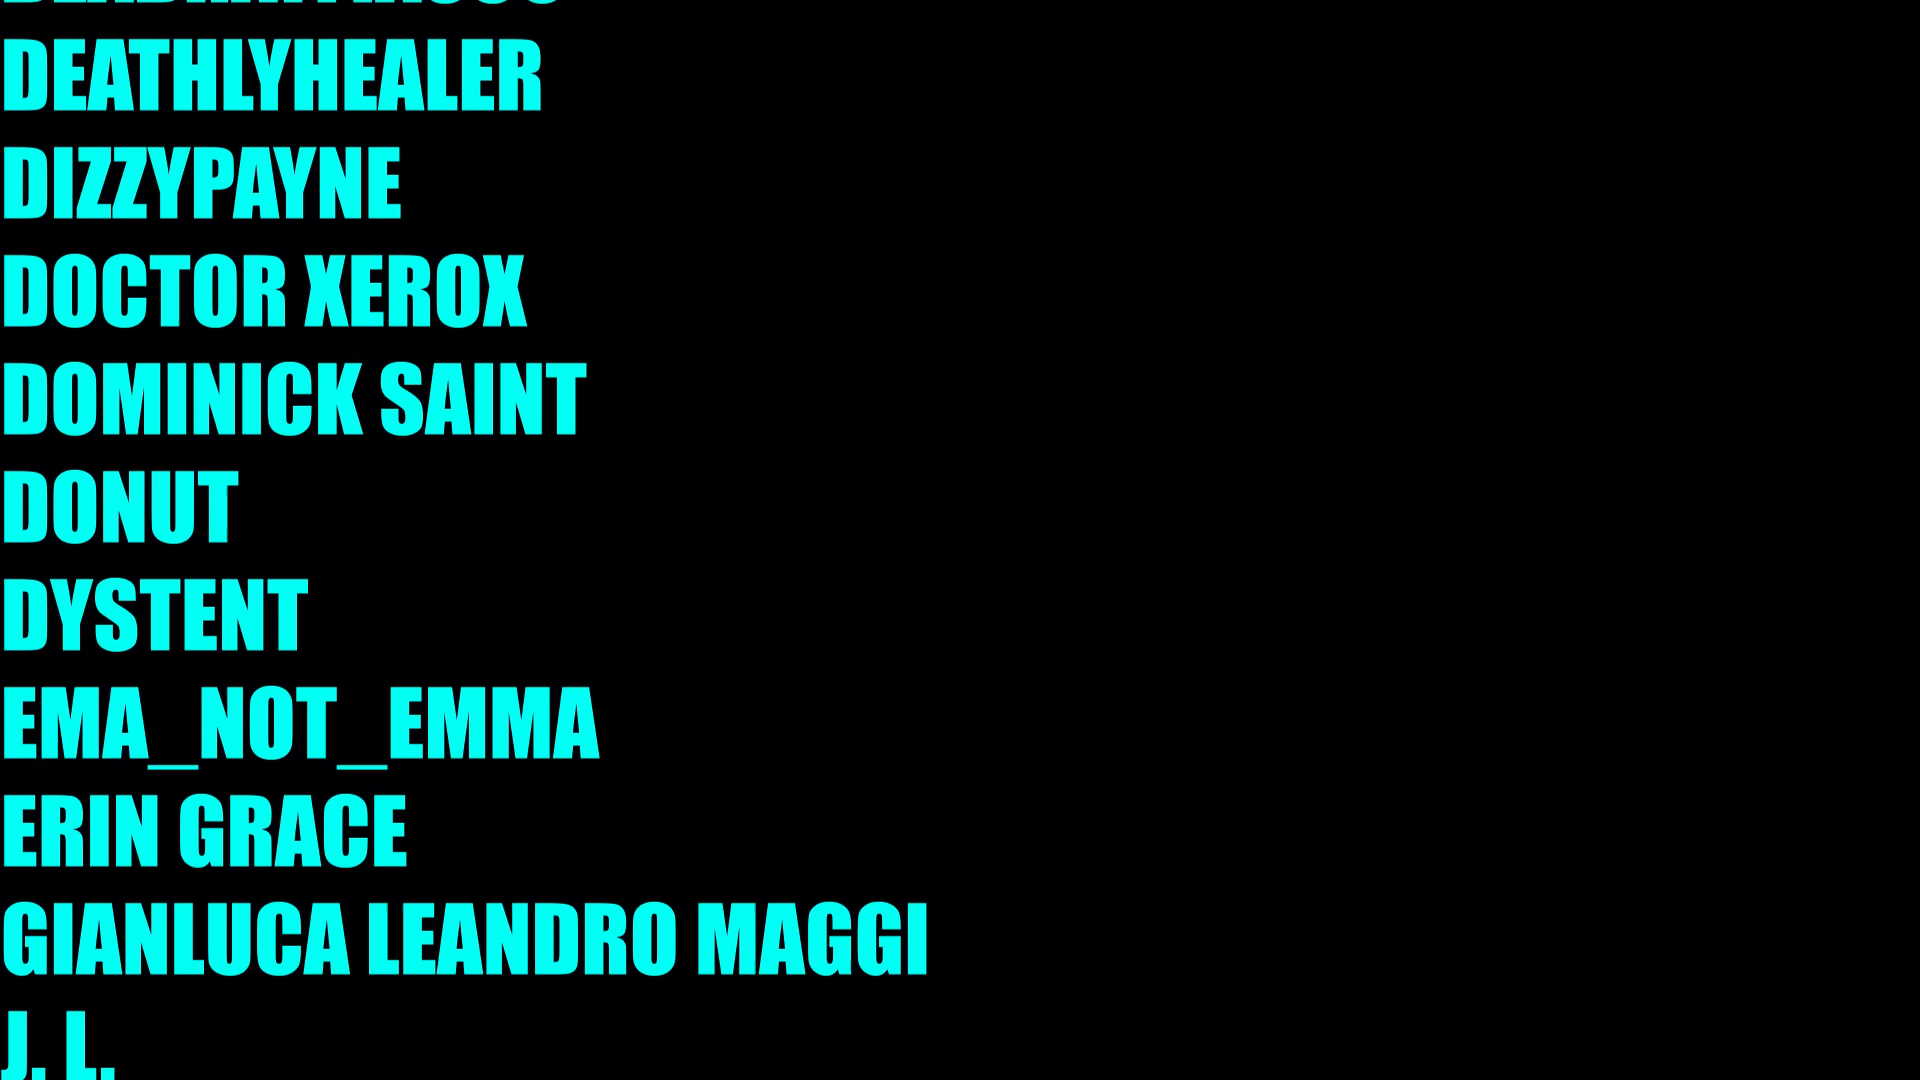 DEATHLYHEALER
DIZZYPAYNE
DOCTOR XEROX
DOMINICK SAINT
DONUT
DYSTENT
EMA_NOT_EMMA
ERIN GRACE
GIANLUCA LEANDRO MAGGI
J. L.